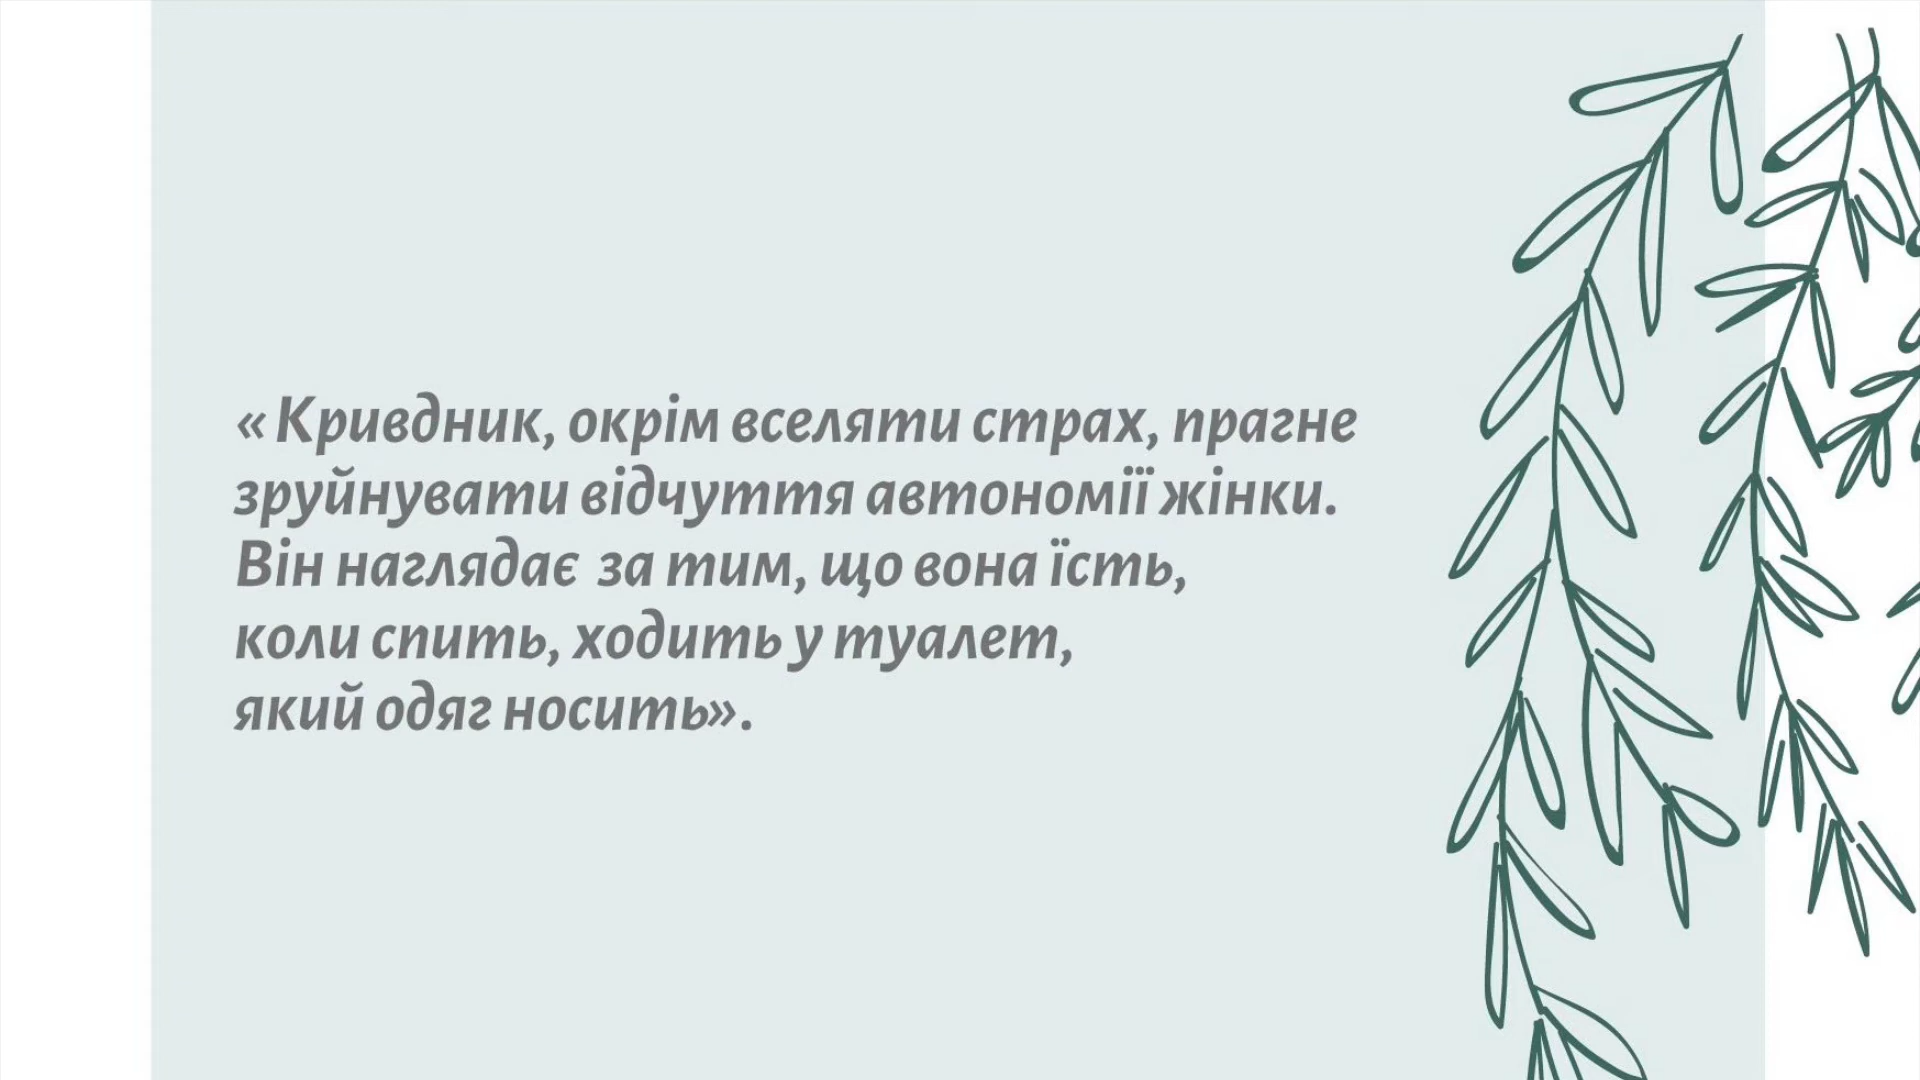 « Кривдник, окрім вселяти страх, прагне
зруйнувати відчуття автономії жінки.
Він наглядає за тим, що вона їсть,
коли спить, ходить у туалет,
який одяг носить».